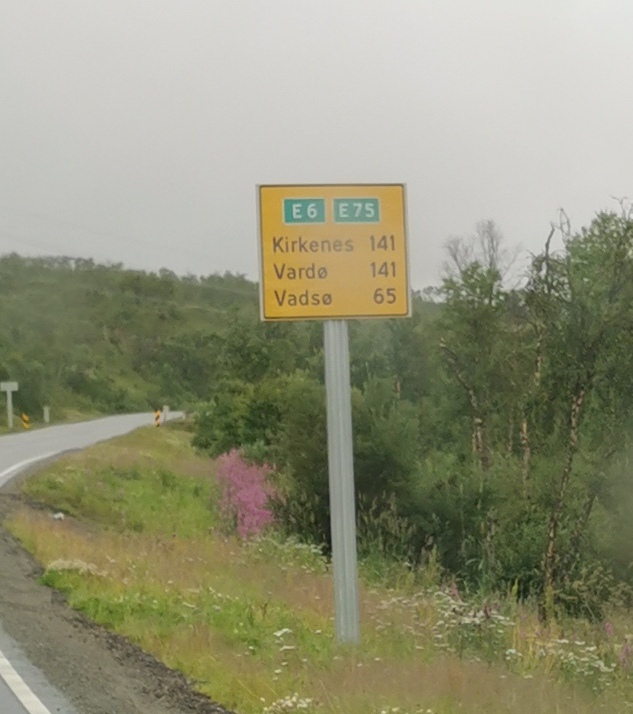 E6 E75
Kirkenes 141
Vardø 141
Vadsø 65